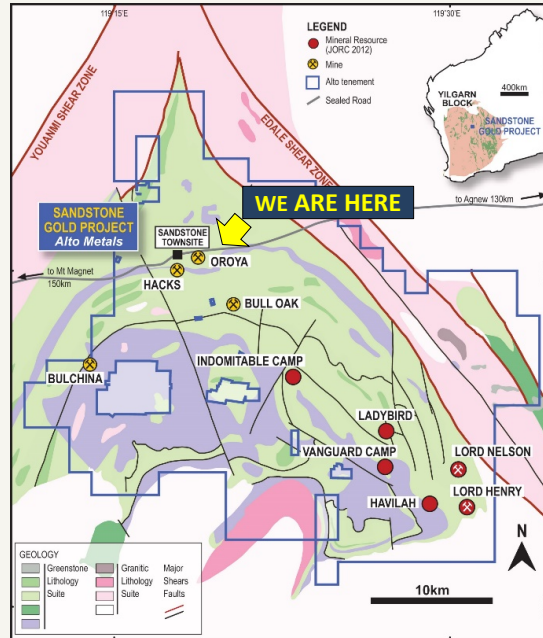 119°15'
119°30'
LEGEND
Mineral Resource
(JORC 2012)
Mine
Alto tenement
Sealed Road
400km
YILGARN
BLOCK
SANDSTONE
GOLD PROJECT
YOUANMI SHEAR ZONE
EDALE SHEAR ZONE
WE ARE HERE
to Agnew 130km
SANDSTONE
GOLD PROJECT
Alto Metals
SANDSTONE
TOWNSITE
OROYA
HACKS
to Mt Magnet
150km
BULL OAK
INDOMITABLE CAMP
BULCHINA
LADYBIRD
VANGUARD CAMP
LORD NELSON
HAVILAH
LORD HENRY
N
10km
GEOLOGY
Greenstone
Lithology
Suite
Granitic
Lithology
Suite
Major
Shears
Faults